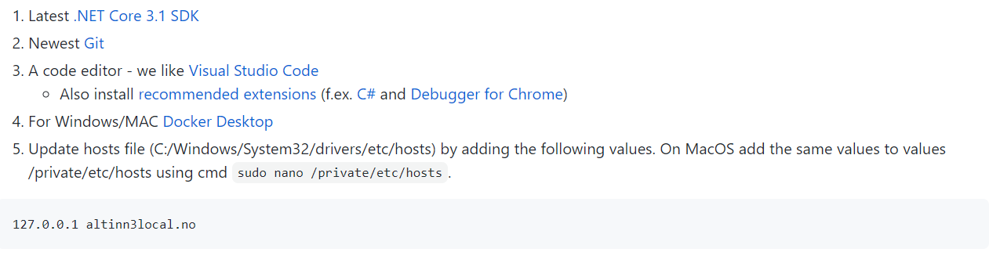 1. Latest .NET Core 3.1 SDK
2. Newest Git
3. A code editor - we like Visual Studio Code
◦ Also install recommended extensions (f.ex. C# and Debugger for Chrome)
4. For Windows/MAC Docker Desktop
5. Update hosts file (C:/Windows/System32/drivers/etc/hosts) by adding the following values. On MacOS add the same values to values
/private/etc/hosts using cmd sudo nano /private/etc/hosts .
127.0.0.1 altinn3local.no